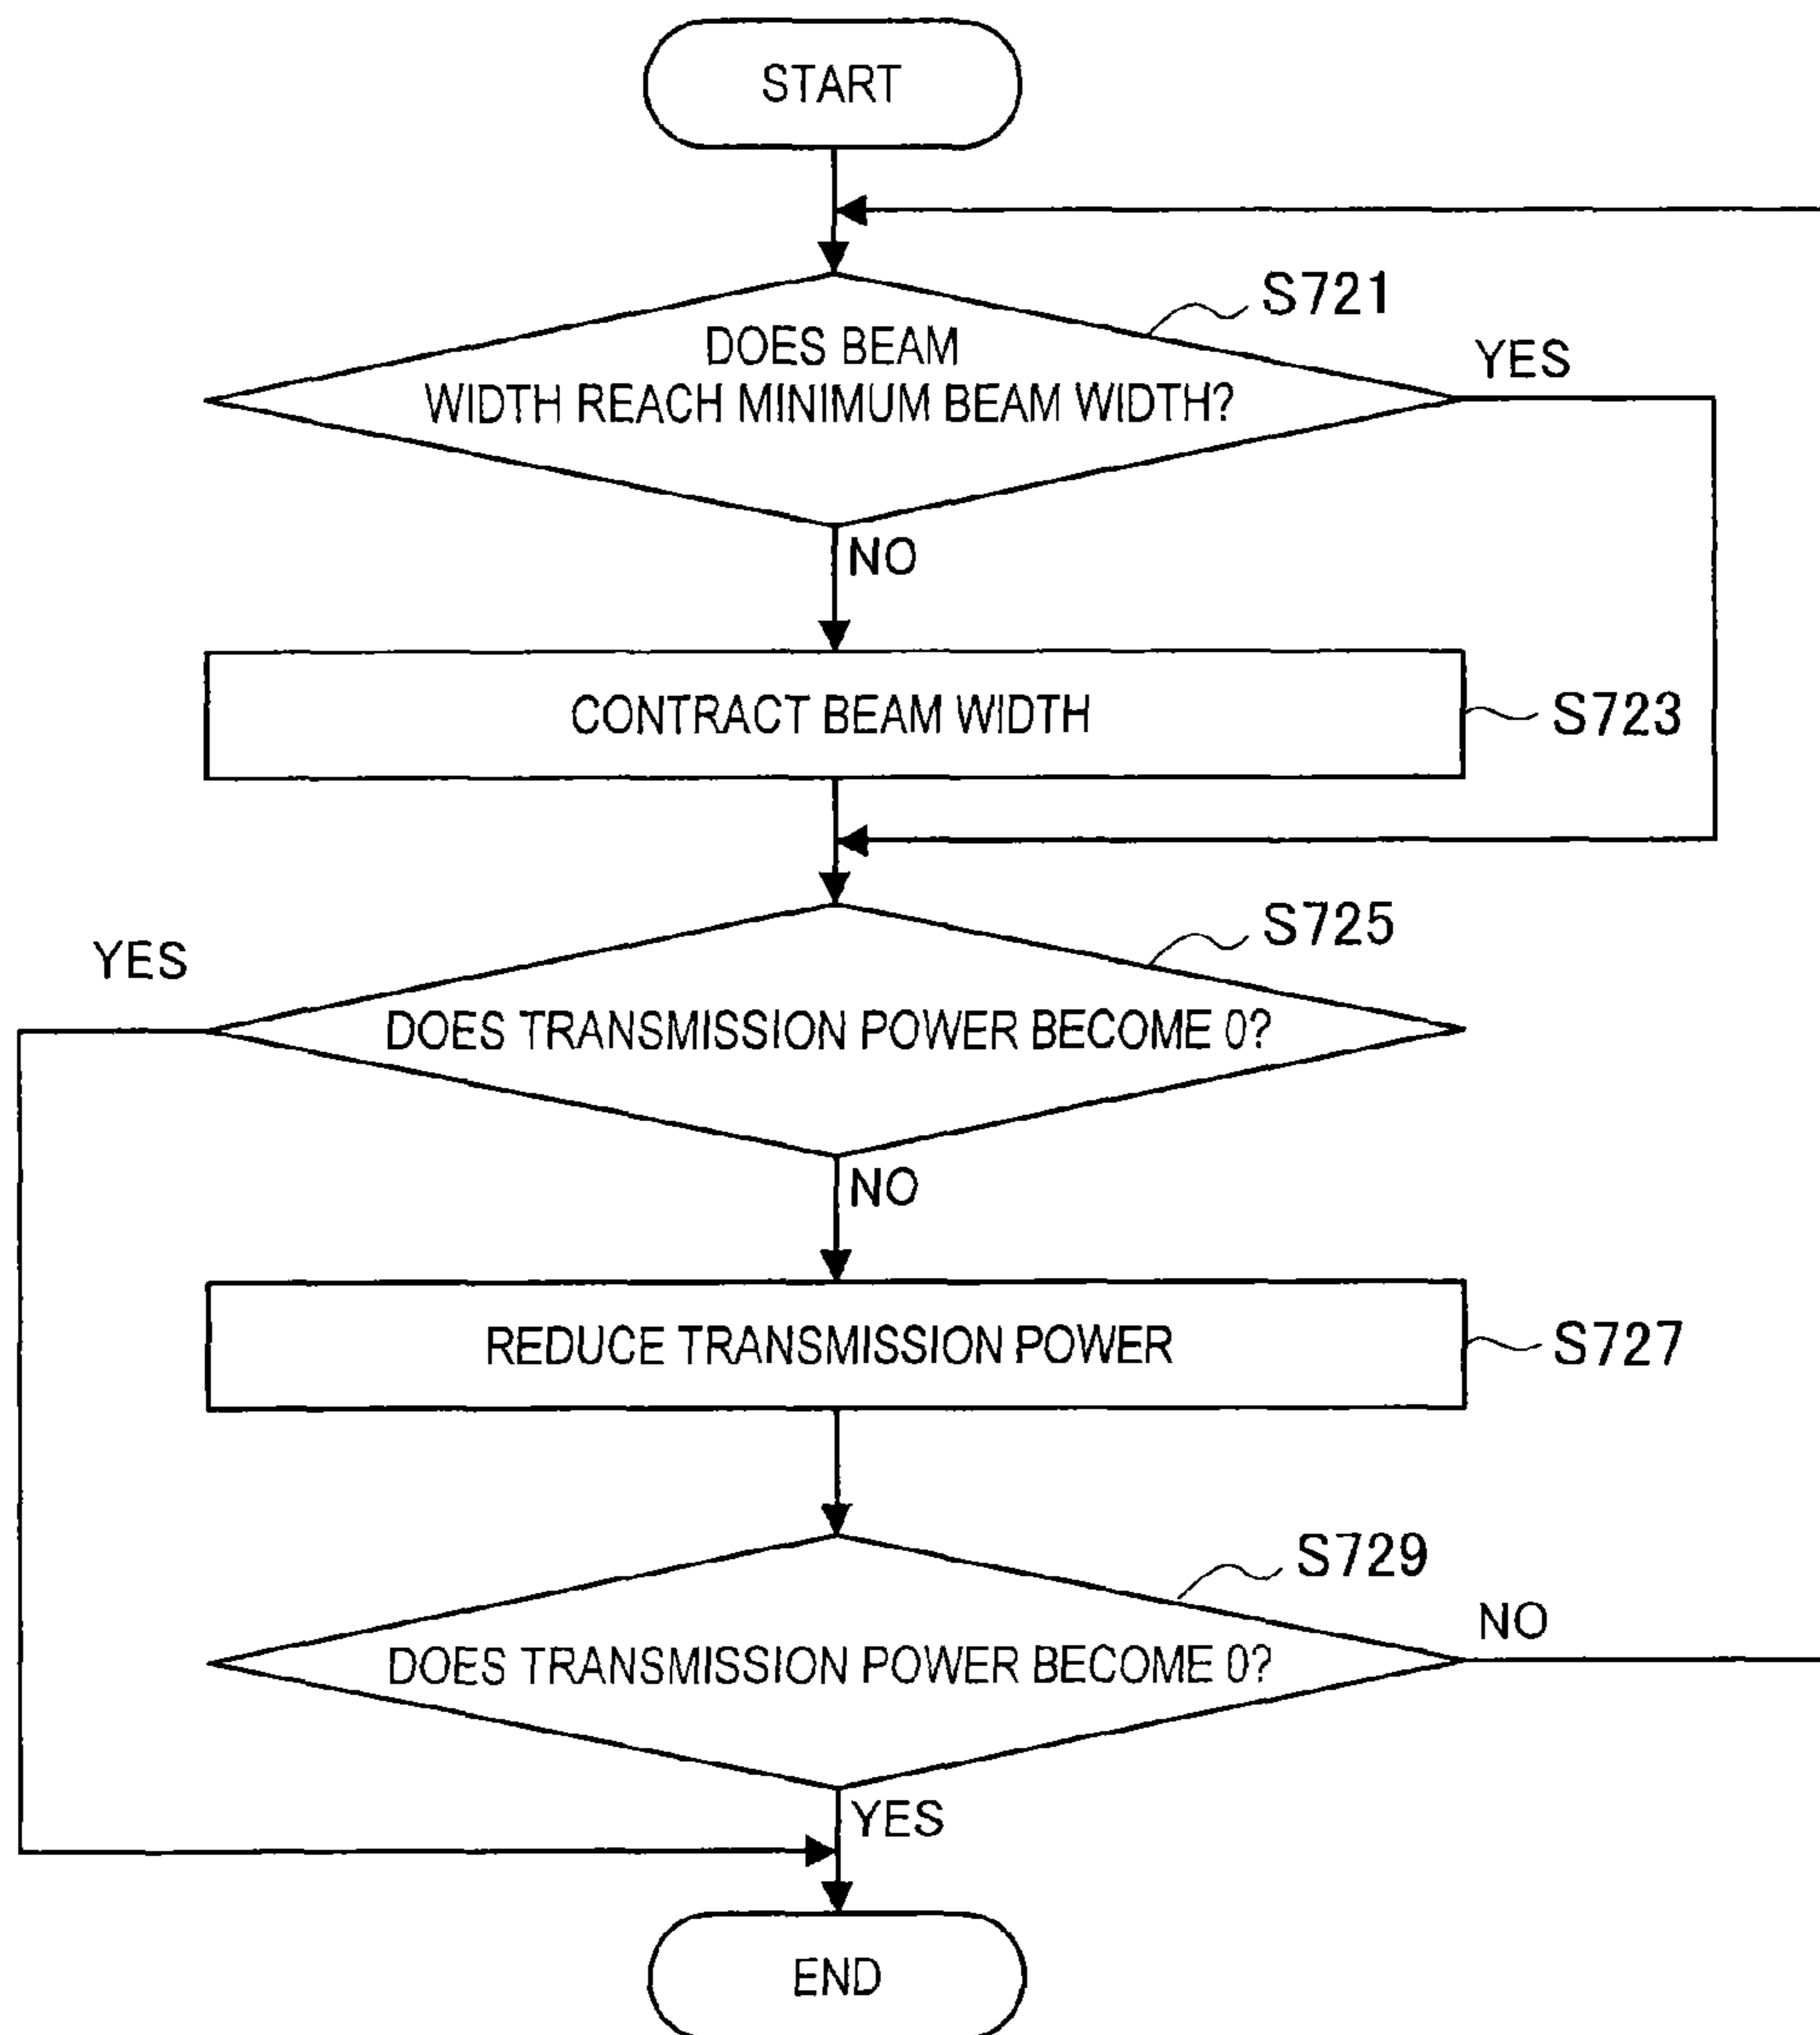 START
S721
DOES BEAM
WIDTH REACH MINIMUM BEAM WIDTH?
YES
NO
CONTRACT BEAM WIDTH
S723
S725
YES
DOES TRANSMISSION POWER BECOME 0?
NO
REDUCE TRANSMISSION POWER
S727
S729
NO
DOES TRANSMISSION POWER BECOME 0?
YES
END